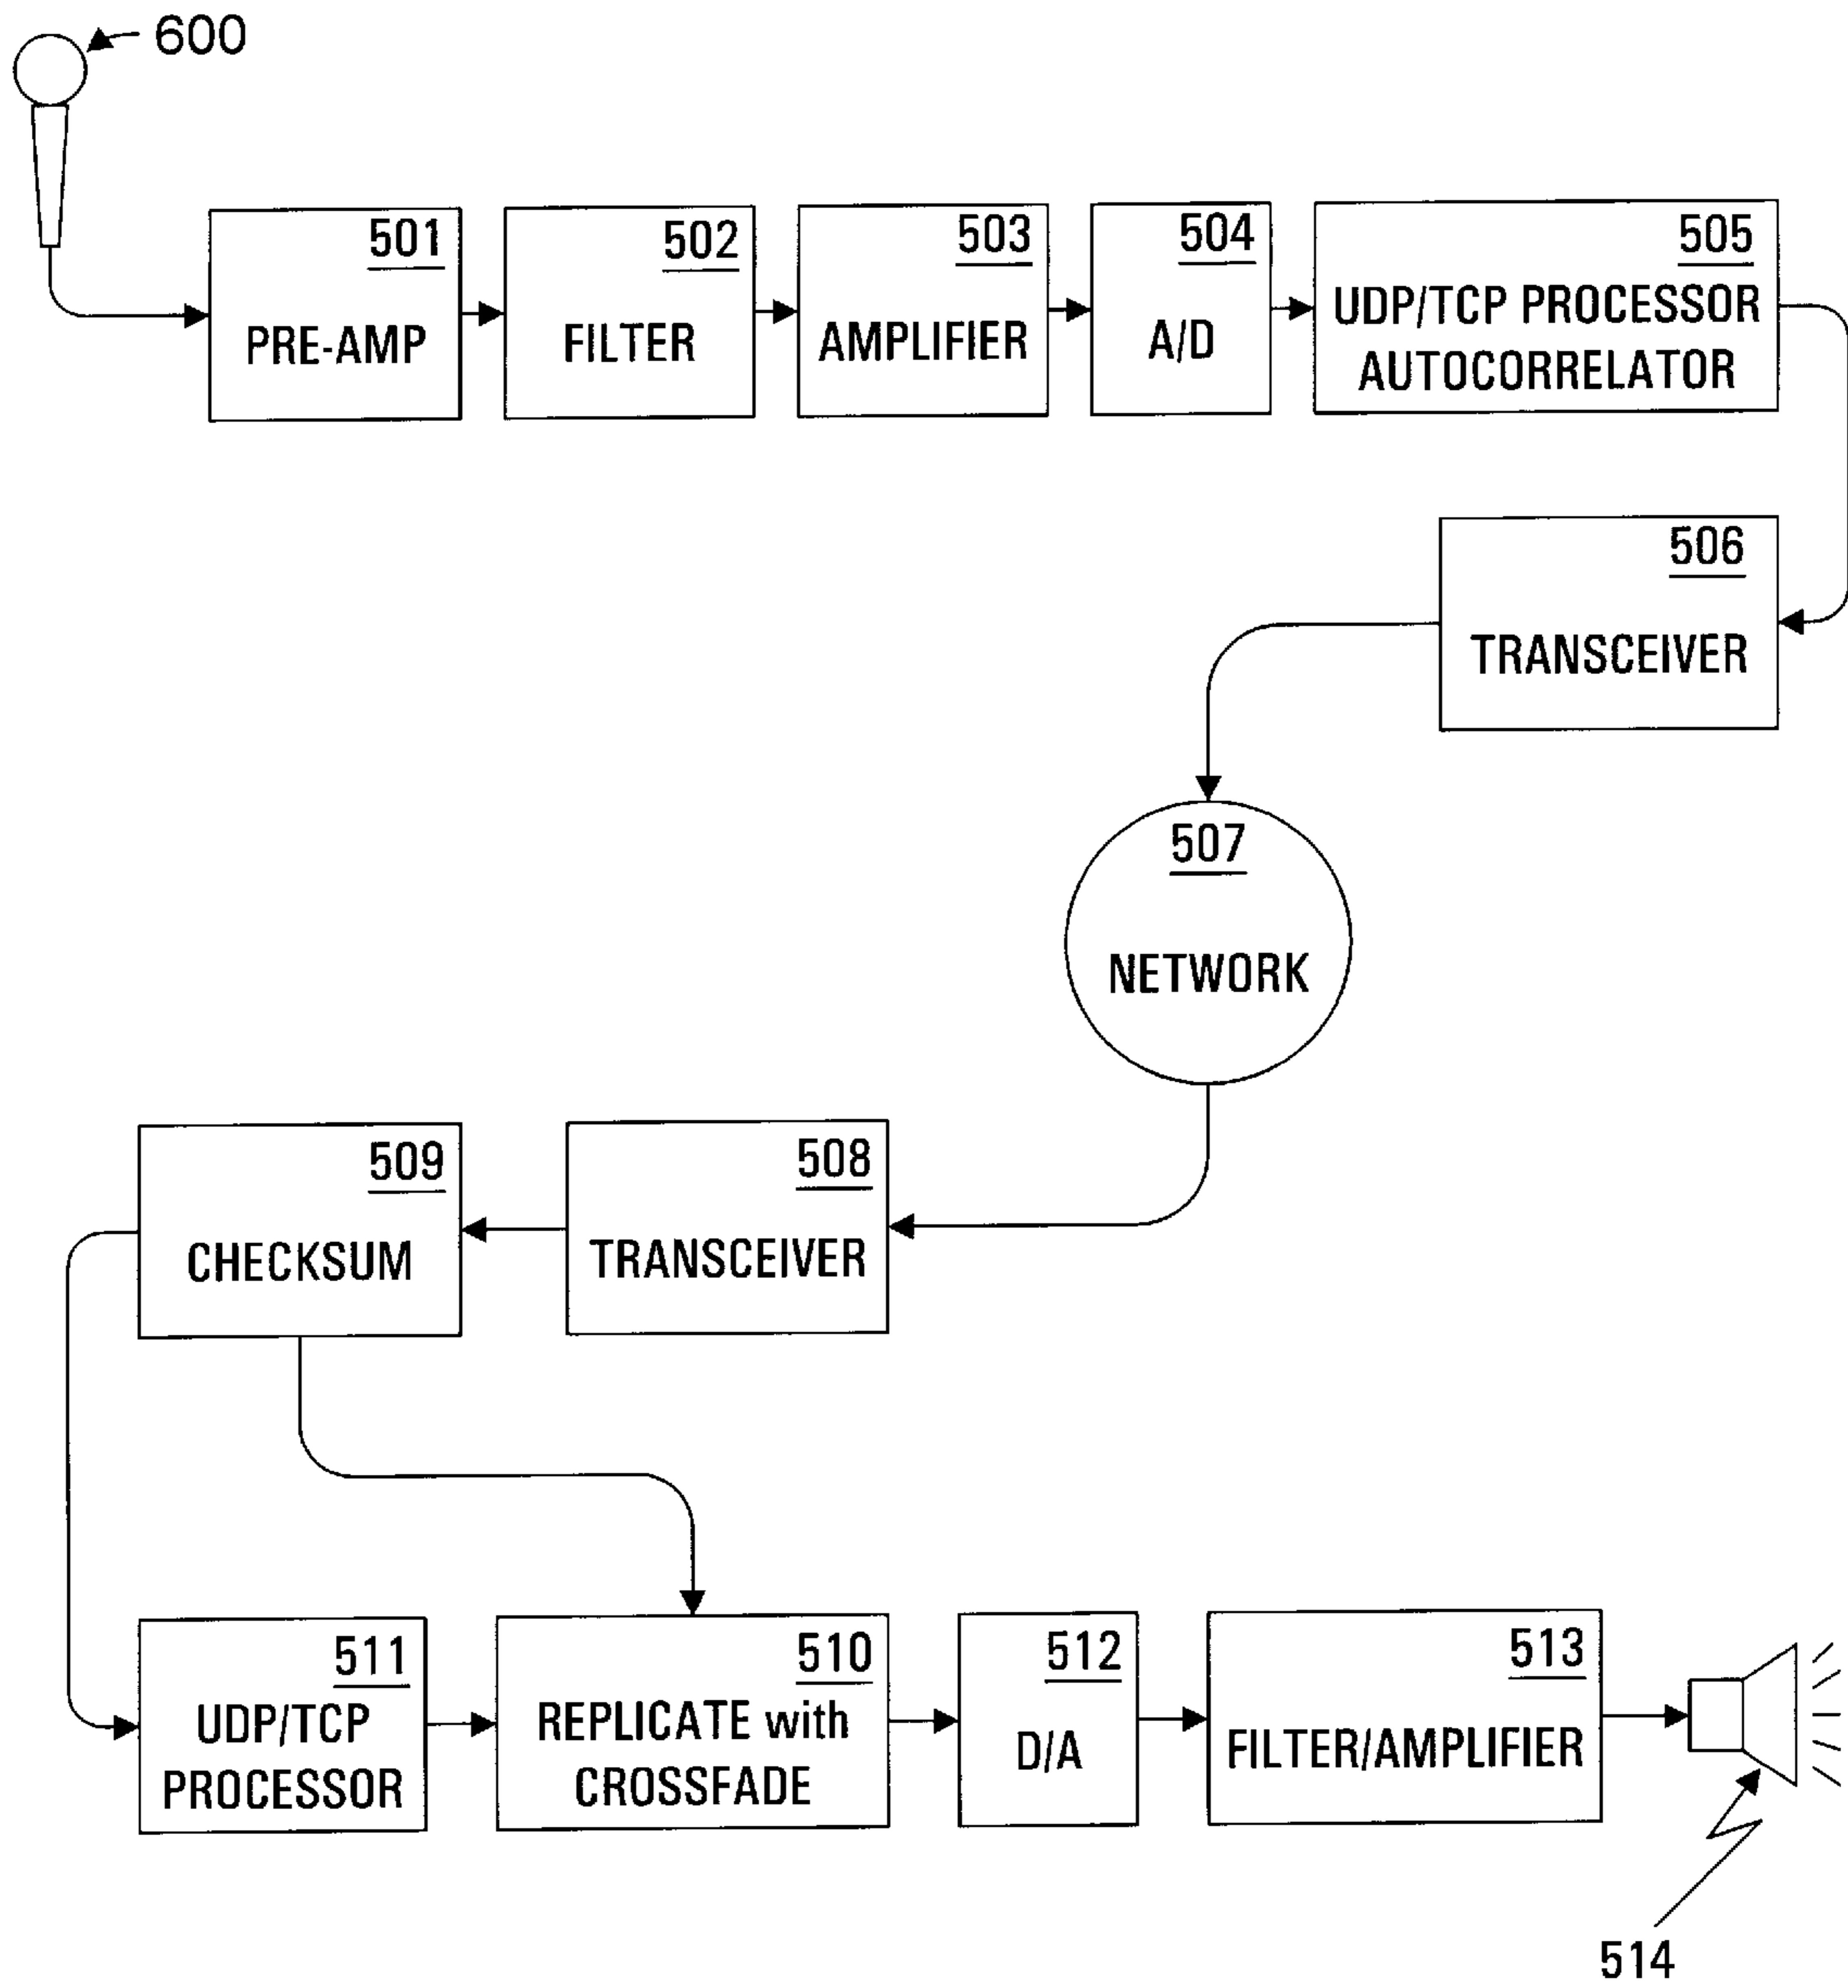 600
501
PRE-AMP
502
FILTER
503
AMPLIFIER
504
A/D
505
UDP/TCP PROCESSOR
AUTOCORRELATOR
506
TRANSCEIVER
507
NETWORK
509
CHECKSUM
508
TRANSCEIVER
511
UDP/TCP
PROCESSOR
510
REPLICATE with
CROSSFADE
512
D/A
513
FILTER/AMPLIFIER
514